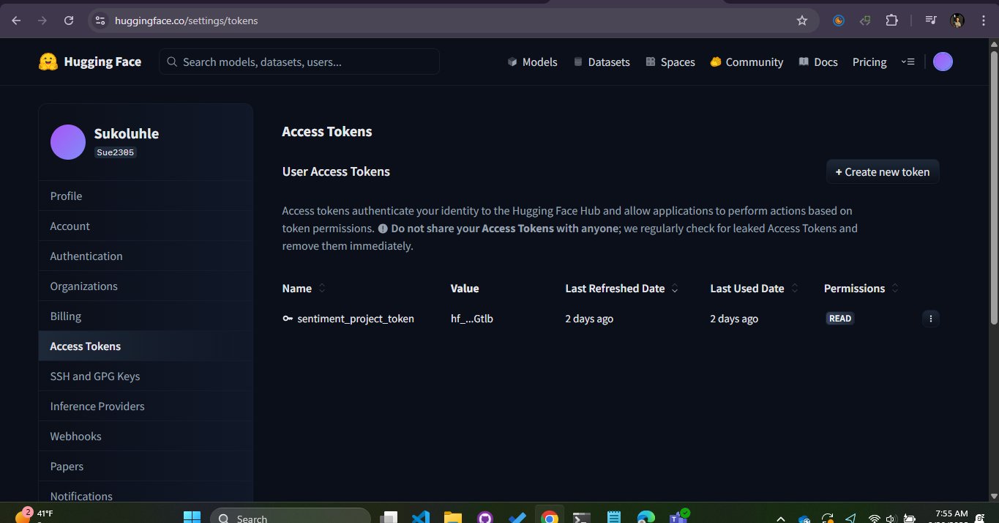 huggingface.co/settings/tokens
Hugging Face
Search models, datasets, users...
Models
Datasets
Spaces
Community
Docs
Pricing
Sukoluhle
Sue2305
Profile
Account
Authentication
Organizations
Billing
Access Tokens
SSH and GPG Keys
Inference Providers
Webhooks
Papers
Notifications
Access Tokens
User Access Tokens
+ Create new token
Access tokens authenticate your identity to the Hugging Face Hub and allow applications to perform actions based on
token permissions. Do not share your Access Tokens with anyone; we regularly check for leaked Access Tokens and
remove them immediately.
Name Value Last Refreshed Date Last Used Date Permissions
sentiment_project_token hf_...Gtlb 2 days ago 2 days ago READ
2
41°F
Search
7:55 AM